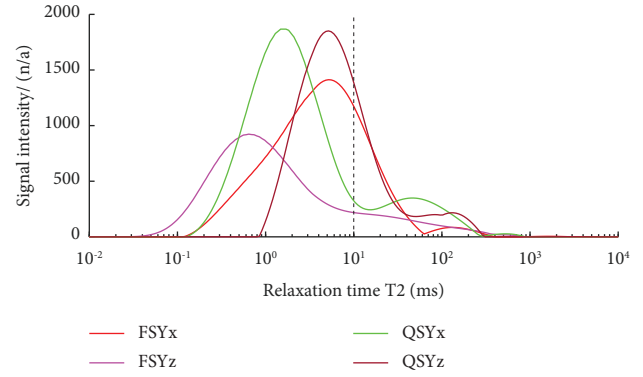 Signal intensity/ (n/a)
2000
1500
1000
500
0
10⁻² 10⁻¹ 10⁰ 10¹ 10² 10³ 10⁴
Relaxation time T2 (ms)
FSYx QSYx
FSYz QSYz